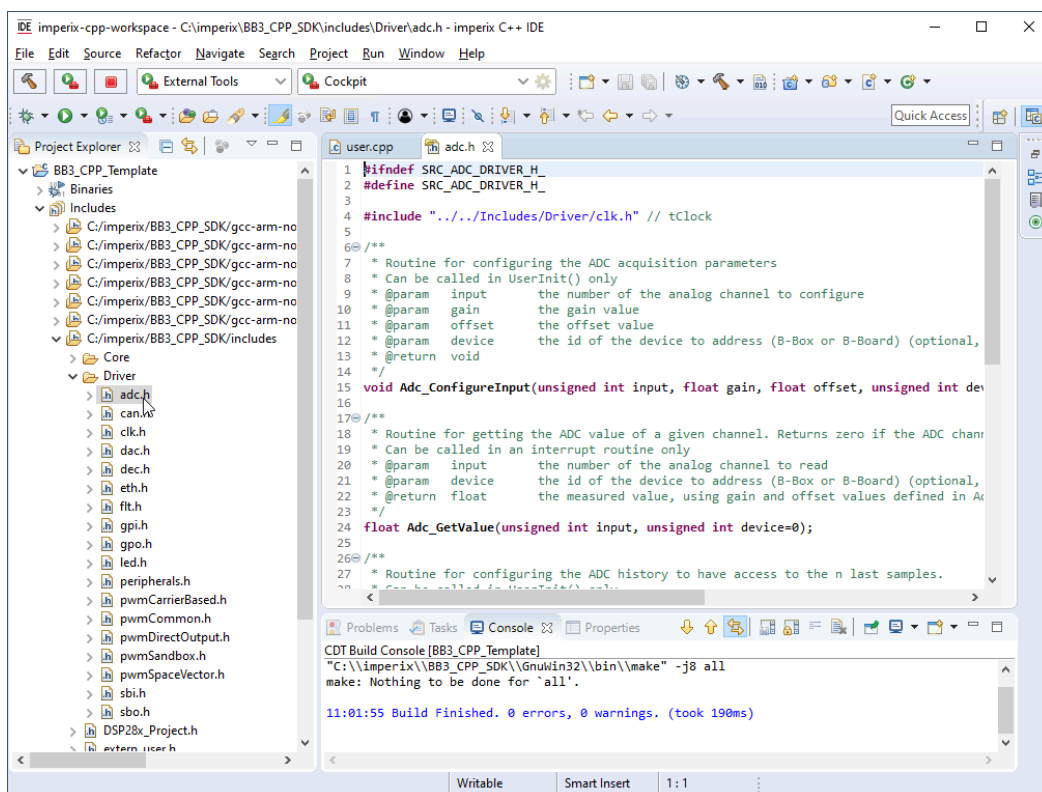 IDE imperix-cpp-workspace - C:\imperix\BB3_CPP_SDK\includes\Driver\adc.h - imperix C++ IDE
File Edit Source Refactor Navigate Search Project Run Window Help
External Tools Cockpit
Quick Access
Project Explorer
BB3_CPP_Template
Binaries
Includes
C:/imperix/BB3_CPP_SDK/gcc-arm-no
C:/imperix/BB3_CPP_SDK/gcc-arm-no
C:/imperix/BB3_CPP_SDK/gcc-arm-no
C:/imperix/BB3_CPP_SDK/gcc-arm-no
C:/imperix/BB3_CPP_SDK/gcc-arm-no
C:/imperix/BB3_CPP_SDK/gcc-arm-no
C:/imperix/BB3_CPP_SDK/includes
Core
Driver
adc.h
can.h
clk.h
dac.h
dec.h
eth.h
flt.h
gpi.h
gpo.h
led.h
peripherals.h
pwmCarrierBased.h
pwmCommon.h
pwmDirectOutput.h
pwmSandbox.h
pwmSpaceVector.h
sbi.h
sbo.h
DSP28x_Project.h
extern_user.h
user.cpp adc.h
1 #ifndef SRC_ADC_DRIVER_H_
2 #define SRC_ADC_DRIVER_H_
3
4 #include "../../Includes/Driver/clk.h" // tClock
5
6 /**
7 * Routine for configuring the ADC acquisition parameters
8 * Can be called in UserInit() only
9 * @param input the number of the analog channel to configure
10 * @param gain the gain value
11 * @param offset the offset value
12 * @param device the id of the device to address (B-Box or B-Board) (optional,
13 * @return void
14 */
15 void Adc_ConfigureInput(unsigned int input, float gain, float offset, unsigned int dev
16
17 /**
18 * Routine for getting the ADC value of a given channel. Returns zero if the ADC chann
19 * Can be called in an interrupt routine only
20 * @param input the number of the analog channel to read
21 * @param device the id of the device to address (B-Box or B-Board) (optional,
22 * @return float the measured value, using gain and offset values defined in Ad
23 */
24 float Adc_GetValue(unsigned int input, unsigned int device=0);
25
26 /**
27 * Routine for configuring the ADC history to have access to the n last samples.
28 * Can be called in UserInit() only
Problems Tasks Console Properties
CDT Build Console [BB3_CPP_Template]
"C:\\imperix\\BB3_CPP_SDK\\GnuWin32\\bin\\make" -j8 all
make: Nothing to be done for `all'.
11:01:55 Build Finished. 0 errors, 0 warnings. (took 190ms)
Writable Smart Insert 1 : 1